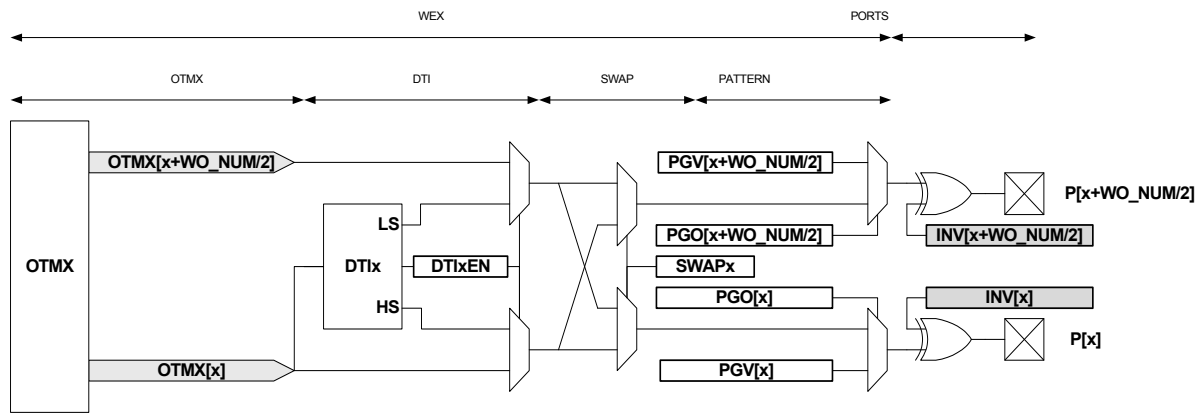 WEX PORTS
OTMX DTI SWAP PATTERN
OTMX[x+WO_NUM/2] PGV[x+WO_NUM/2]
P[x+WO_NUM/2]
LS
PGO[x+WO_NUM/2] INV[x+WO_NUM/2]
OTMX DTIx DTIxEN SWAPx
HS PGO[x] INV[x]
P[x]
OTMX[x] PGV[x]